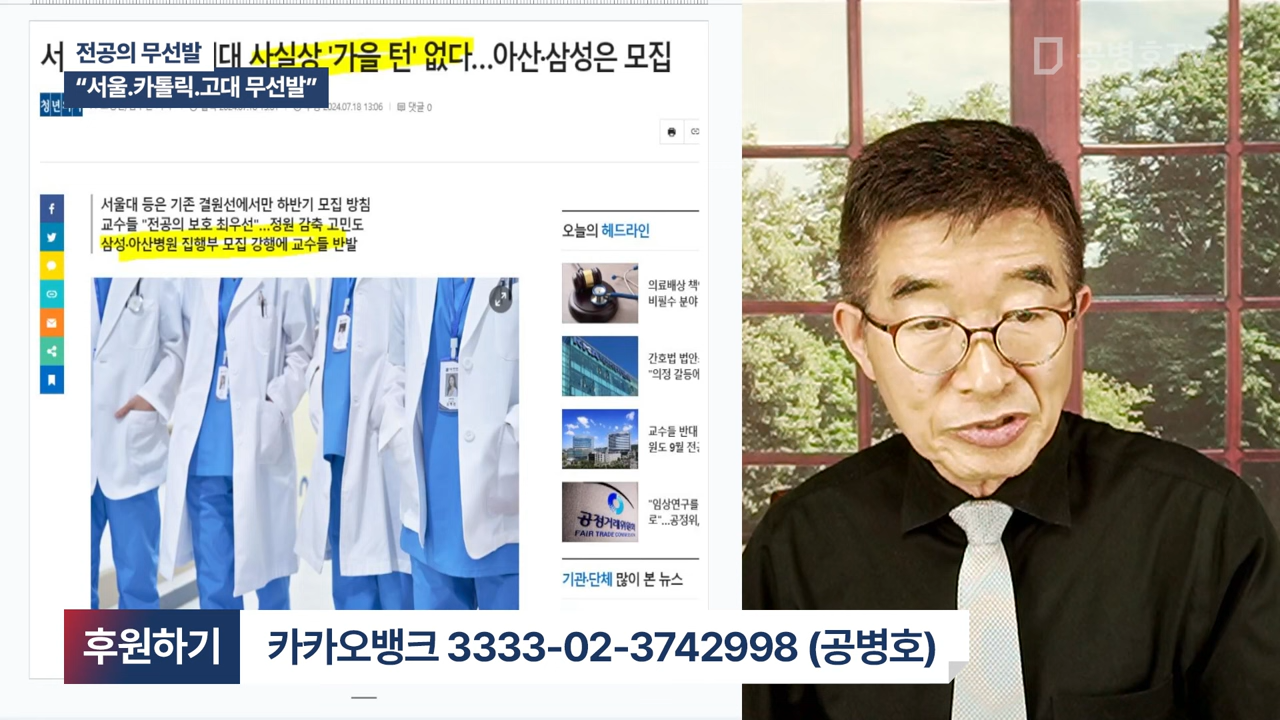 전공의 무선발
“서울.카톨릭.고대 무선발”
서
대 사실상 '가을 턴' 없다...아산·삼성은 모집
청년
2024.07.18 13:06
댓글 0
서울대 등은 기존 결원선에서만 하반기 모집 방침
교수들 "전공의 보호 최우선"...정원 감축 고민도
삼성·아산병원 집행부 모집 강행에 교수들 반발
오늘의 헤드라인
의료배상 책
비필수 분야
간호법 법안
"의정 갈등에
교수들 반대
원도 9월 전
"임상연구를
로"...공정위,
공정거래위원회
FAIR TRADE COMMISSION
기관·단체 많이 본 뉴스
공병호TV
후원하기
카카오뱅크 3333-02-3742998 (공병호)